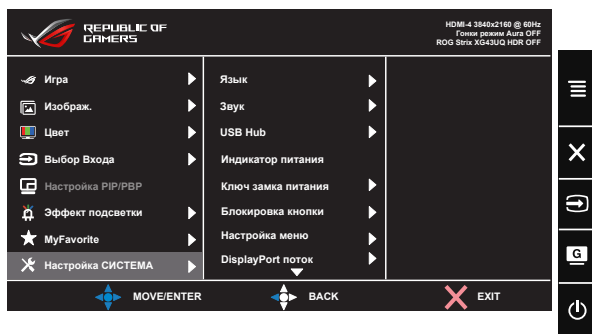 REPUBLIC OF
GAMERS
HDMI-4 3840x2160 @ 60Hz
Гонки режим Aura OFF
ROG Strix XG43UQ HDR OFF
Игра
Изображ.
Цвет
Выбор Входа
Настройка PIP/PBP
Эффект подсветки
MyFavorite
Настройка СИСТЕМА
Язык
Звук
USB Hub
Индикатор питания
Ключ замка питания
Блокировка кнопки
Настройка меню
DisplayPort поток
MOVE/ENTER
BACK
EXIT
G